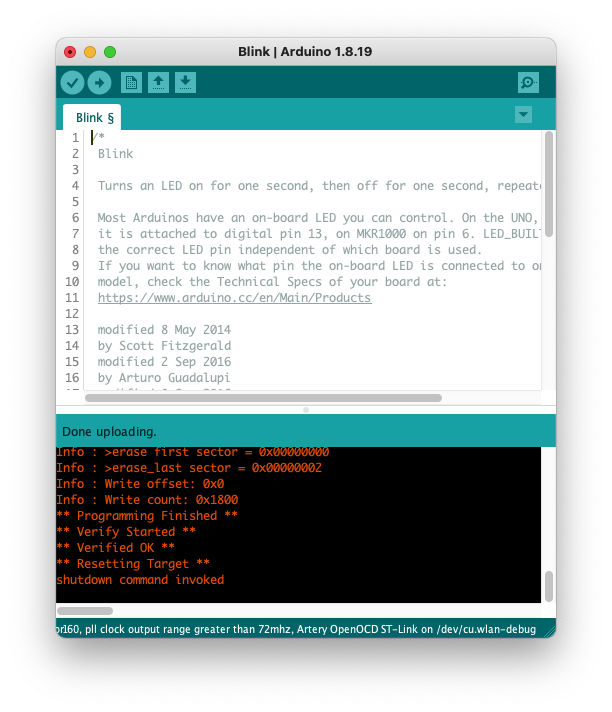 Blink | Arduino 1.8.19
Blink §
1 /*
2 Blink
3
4 Turns an LED on for one second, then off for one second, repeate
5
6 Most Arduinos have an on-board LED you can control. On the UNO,
7 it is attached to digital pin 13, on MKR1000 on pin 6. LED_BUILT
8 the correct LED pin independent of which board is used.
9 If you want to know what pin the on-board LED is connected to on
10 model, check the Technical Specs of your board at:
11 https://www.arduino.cc/en/Main/Products
12
13 modified 8 May 2014
14 by Scott Fitzgerald
15 modified 2 Sep 2016
16 by Arturo Guadalupi
Done uploading.
Info : >erase first sector = 0x00000000
Info : >erase_last sector = 0x00000002
Info : Write offset: 0x0
Info : Write count: 0x1800
** Programming Finished **
** Verify Started **
** Verified OK **
** Resetting Target **
shutdown command invoked
160, pll clock output range greater than 72mhz, Artery OpenOCD ST-Link on /dev/cu.wlan-debug